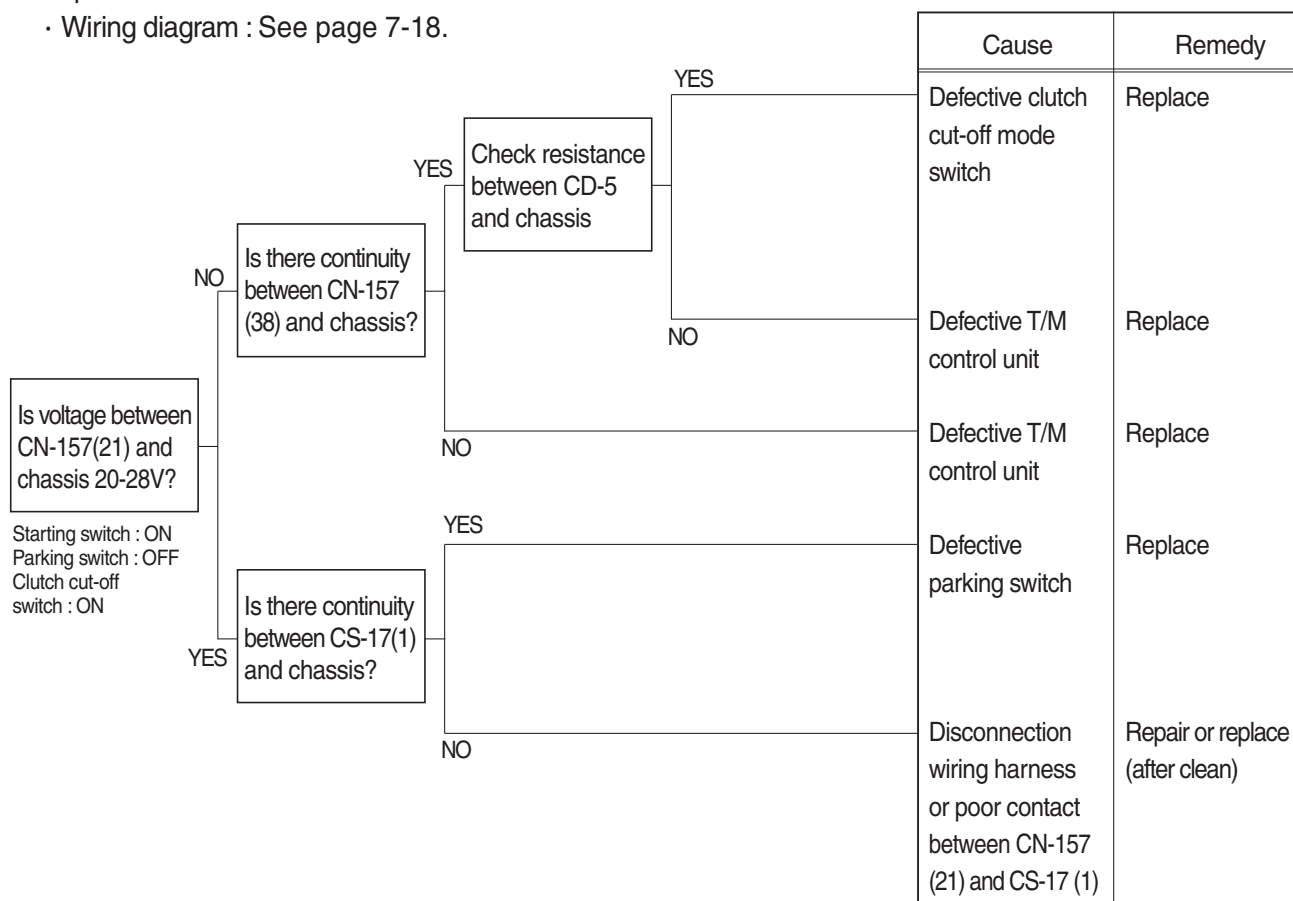 · Wiring diagram : See page 7-18.
Cause
Remedy
YES
Defective clutch
cut-off mode
switch
Replace
Check resistance
between CD-5
and chassis
YES
NO
Is there continuity
between CN-157
(38) and chassis?
NO
Defective T/M
control unit
Replace
Is voltage between
CN-157(21) and
chassis 20-28V?
NO
Defective T/M
control unit
Replace
Starting switch : ON
Parking switch : OFF
Clutch cut-off
switch : ON
YES
Defective
parking switch
Replace
Is there continuity
between CS-17(1)
and chassis?
YES
NO
Disconnection
wiring harness
or poor contact
between CN-157
(21) and CS-17 (1)
Repair or replace
(after clean)